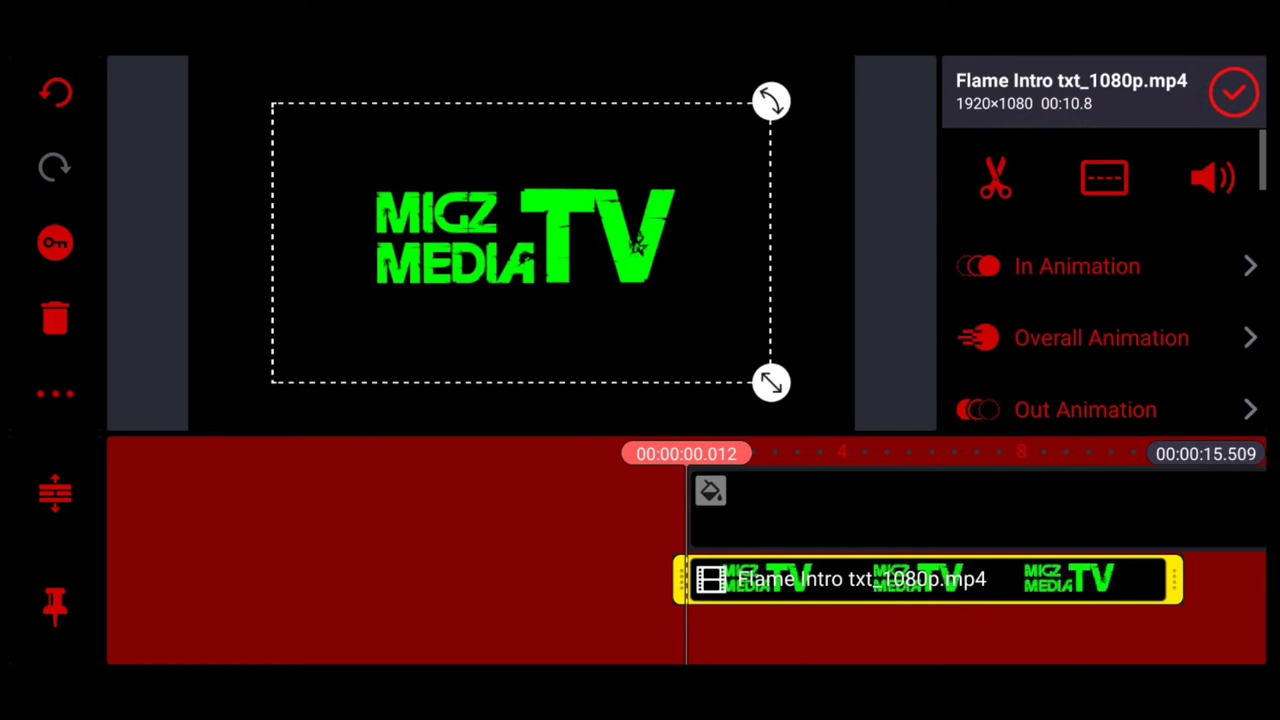 Flame Intro txt_1080p.mp4
1920×1080 00:10.8
MIGZ
MEDIA TV
In Animation
Overall Animation
Out Animation
00:00:00.012
4
8
00:00:15.509
Flame Intro txt_1080p.mp4
MIGZ
MEDIA TV
MIGZ
MEDIA TV
MIGZ
MEDIA TV